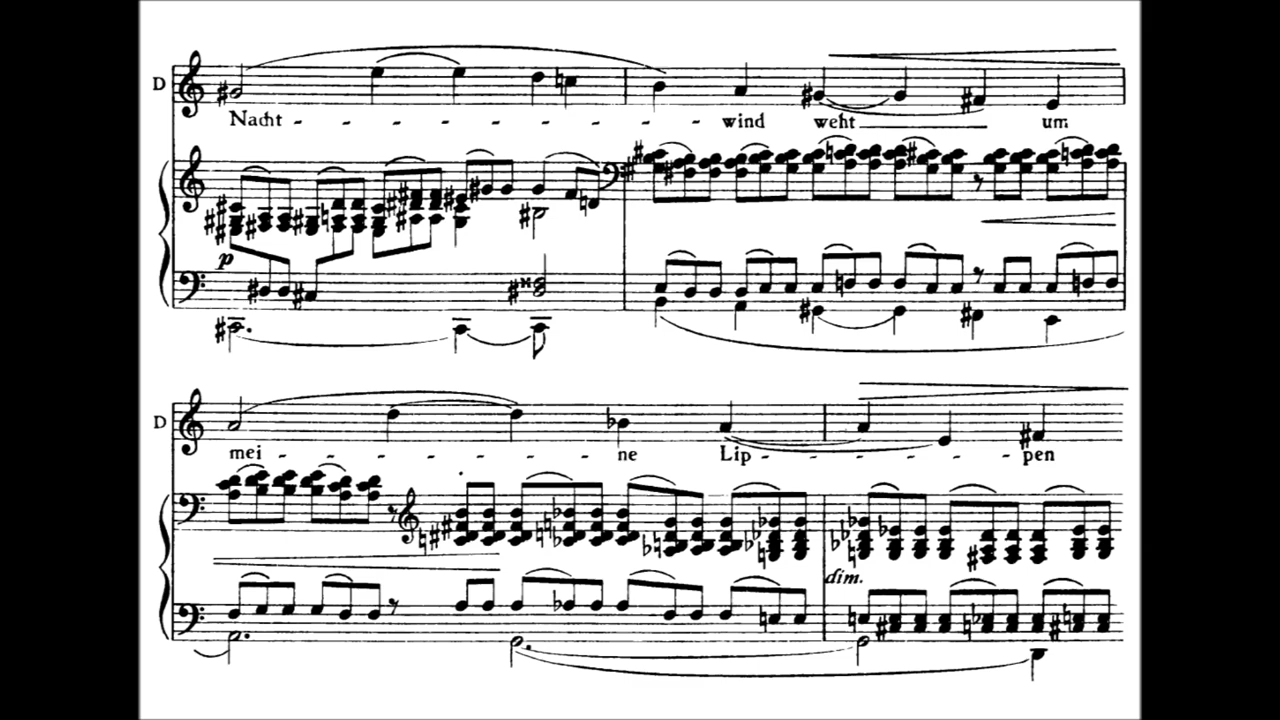 D
Nacht - - - - - - - - - wind weht um
p
D
mei - - - - - - - - ne Lip - - - - - pen
dim.